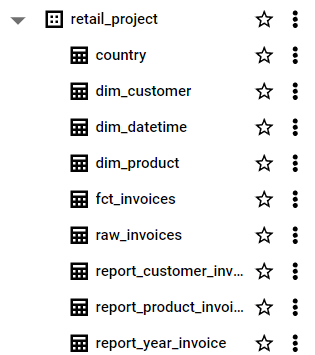 retail_project
country
dim_customer
dim_datetime
dim_product
fct_invoices
raw_invoices
report_customer_inv...
report_product_invoi...
report_year_invoice